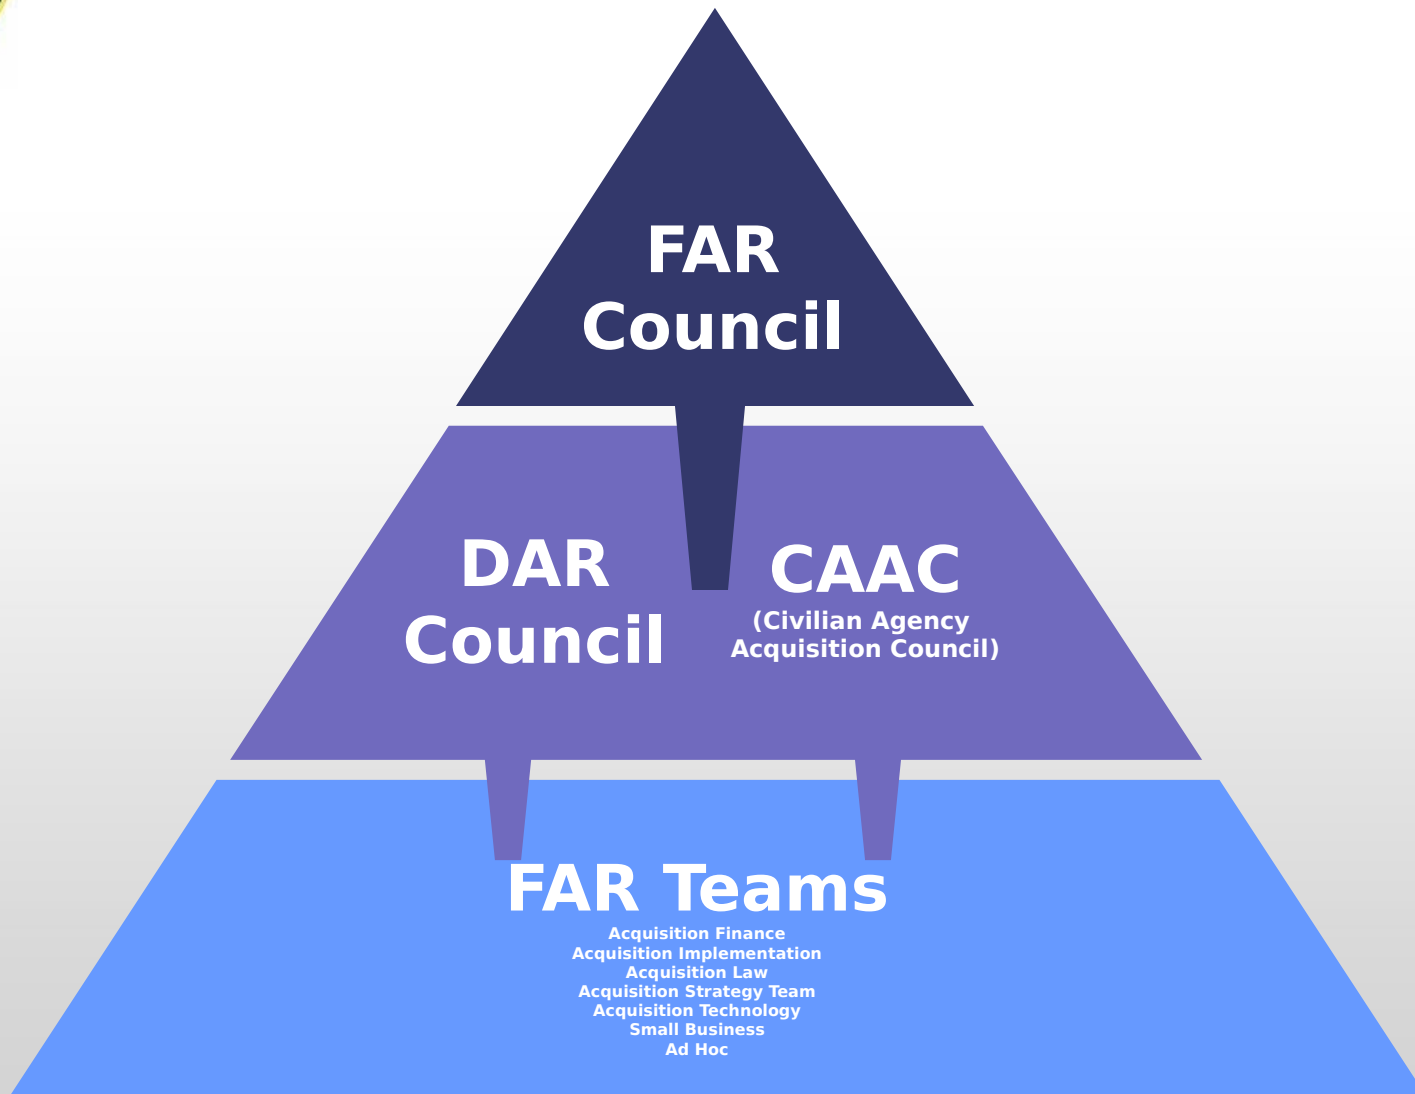 FAR
Council
DAR
Council
CAAC
(Civilian Agency
Acquisition Council)
FAR Teams
Acquisition Finance
Acquisition Implementation
Acquisition Law
Acquisition Strategy Team
Acquisition Technology
Small Business
Ad Hoc